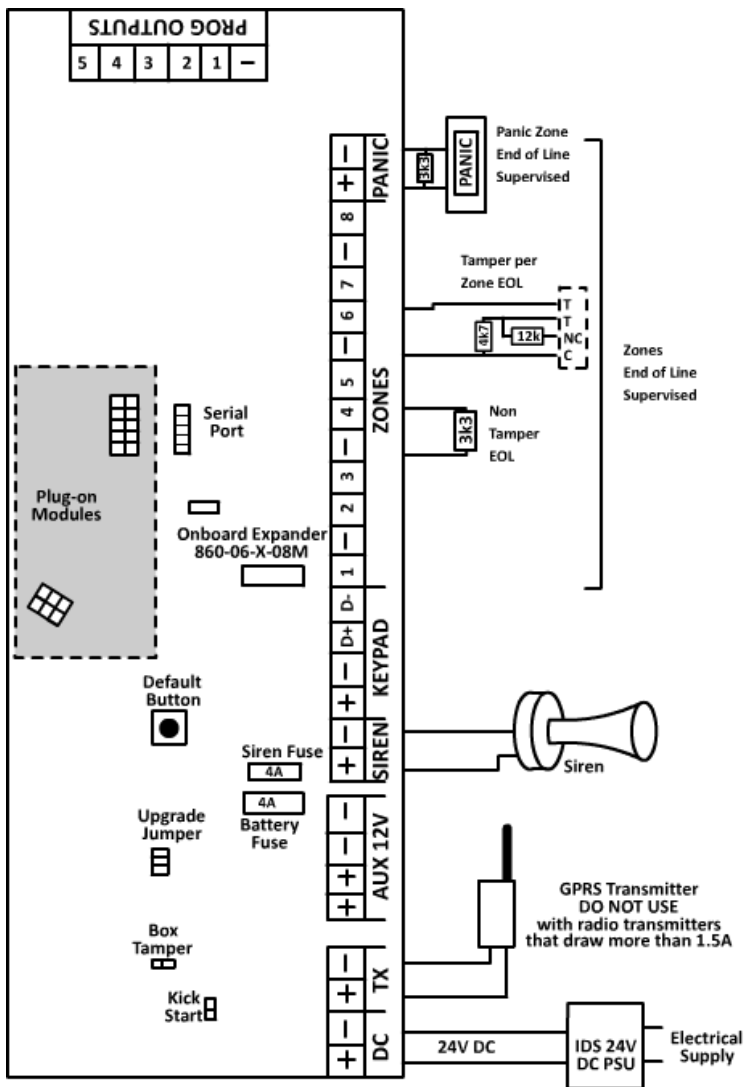 PROG OUTPUTS
5 4 3 2 1 −
− + PANIC
3k3
PANIC
Panic Zone
End of Line
Supervised
8
−
7
6
−
5
4
−
3
2
−
1
ZONES
Tamper per
Zone EOL
T
T
NC
C
4k7
12k
Zones
End of Line
Supervised
3k3
Non
Tamper
EOL
Serial
Port
Plug-on
Modules
Onboard Expander
860-06-X-08M
D-
D+
−
+
KEYPAD
Default
Button
−
+
SIREN
Siren Fuse
4A
Siren
4A
Battery
Fuse
−
−
+
+
AUX 12V
Upgrade
Jumper
GPRS Transmitter
DO NOT USE
with radio transmitters
that draw more than 1.5A
Box
Tamper
−
+
TX
Kick
Start
−
+
DC
24V DC
IDS 24V
DC PSU
Electrical
Supply